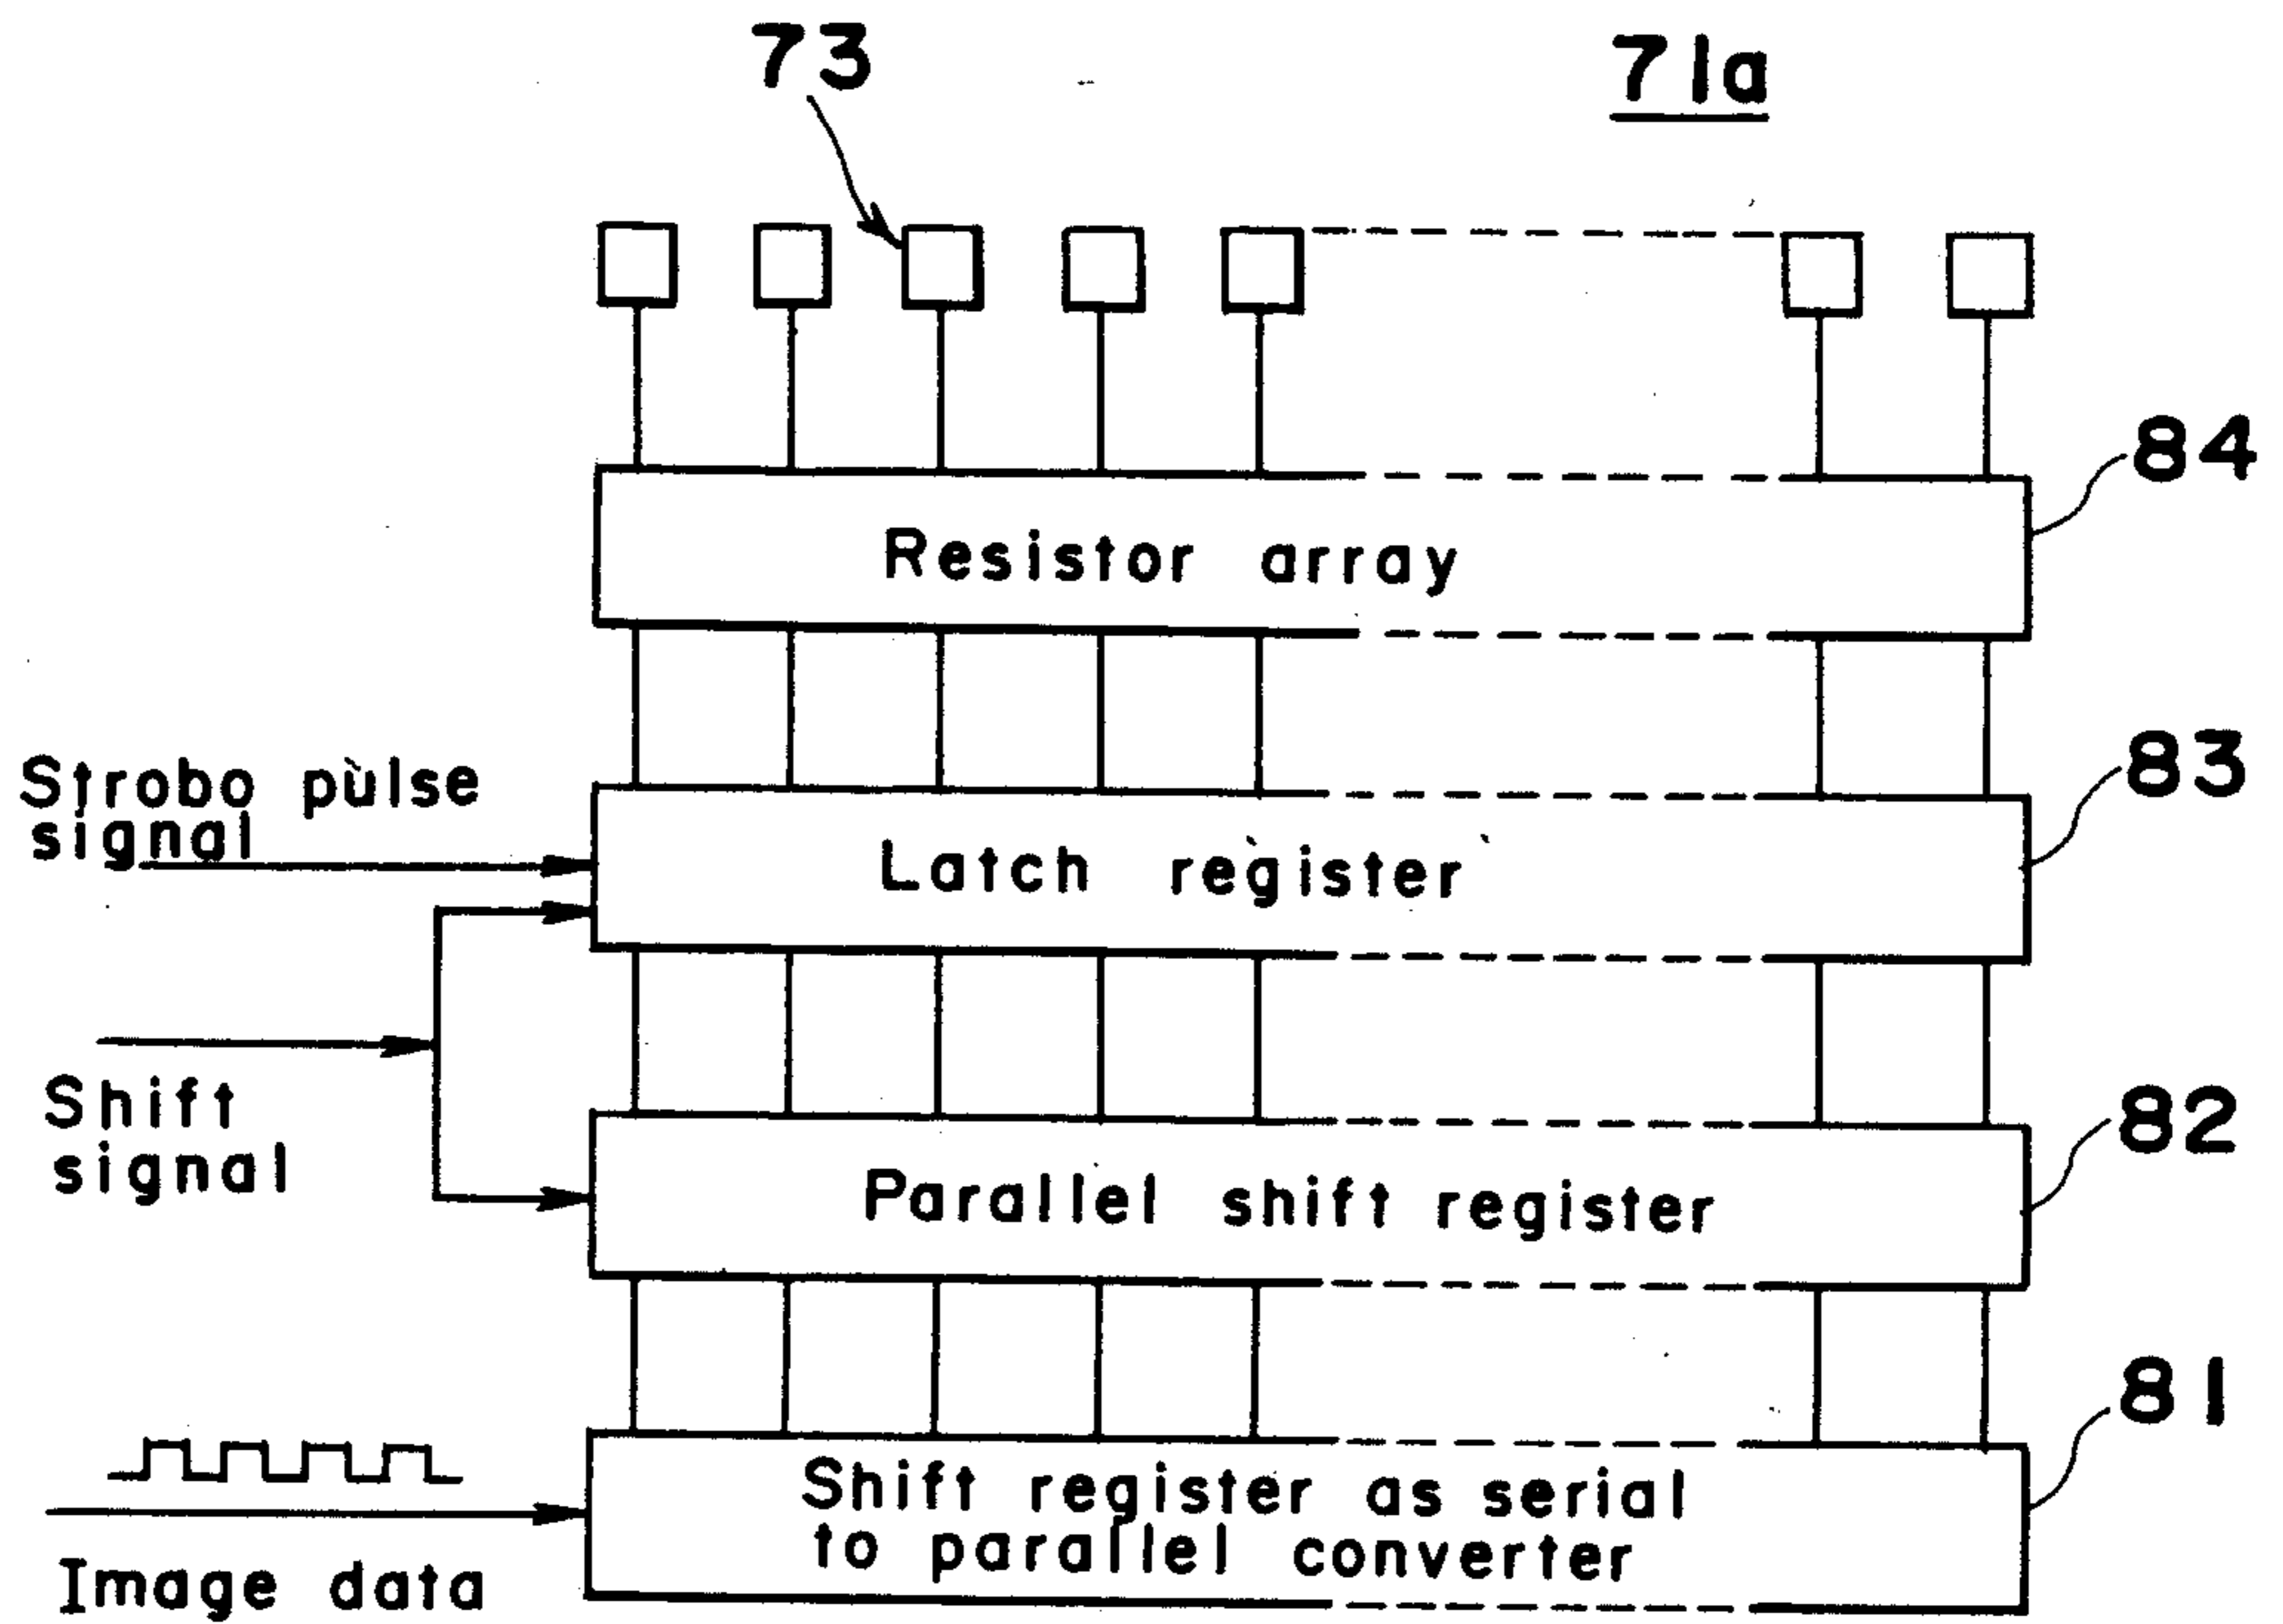 73
71a
84
Resistor array
83
Strobo pulse
signal
Latch register
Shift
signal
82
Parallel shift register
81
Shift register as serial
to parallel converter
Image data